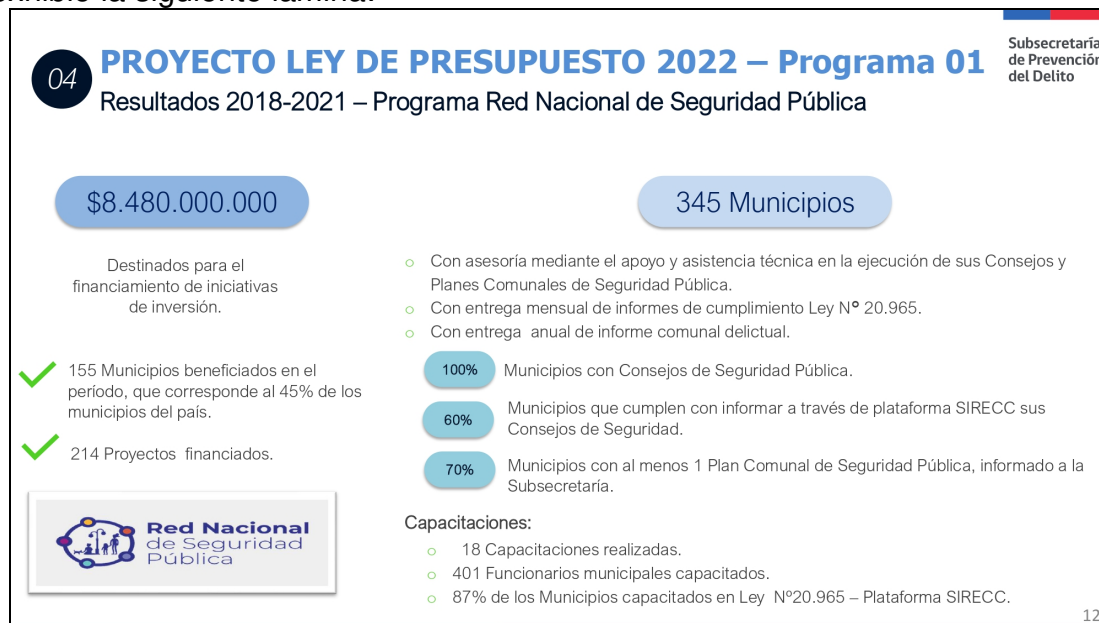 exhibió la siguiente lámina:
Subsecretaría
de Prevención
del Delito
04
PROYECTO LEY DE PRESUPUESTO 2022 – Programa 01
Resultados 2018-2021 – Programa Red Nacional de Seguridad Pública
$8.480.000.000
Destinados para el
financiamiento de iniciativas
de inversión.
155 Municipios beneficiados en el
período, que corresponde al 45% de los
municipios del país.
214 Proyectos financiados.
Red Nacional
de Seguridad
Pública
345 Municipios
o Con asesoría mediante el apoyo y asistencia técnica en la ejecución de sus Consejos y
Planes Comunales de Seguridad Pública.
o Con entrega mensual de informes de cumplimiento Ley N° 20.965.
o Con entrega anual de informe comunal delictual.
100% Municipios con Consejos de Seguridad Pública.
60% Municipios que cumplen con informar a través de plataforma SIRECC sus
Consejos de Seguridad.
70% Municipios con al menos 1 Plan Comunal de Seguridad Pública, informado a la
Subsecretaría.
Capacitaciones:
o 18 Capacitaciones realizadas.
o 401 Funcionarios municipales capacitados.
o 87% de los Municipios capacitados en Ley Nº20.965 – Plataforma SIRECC.
12